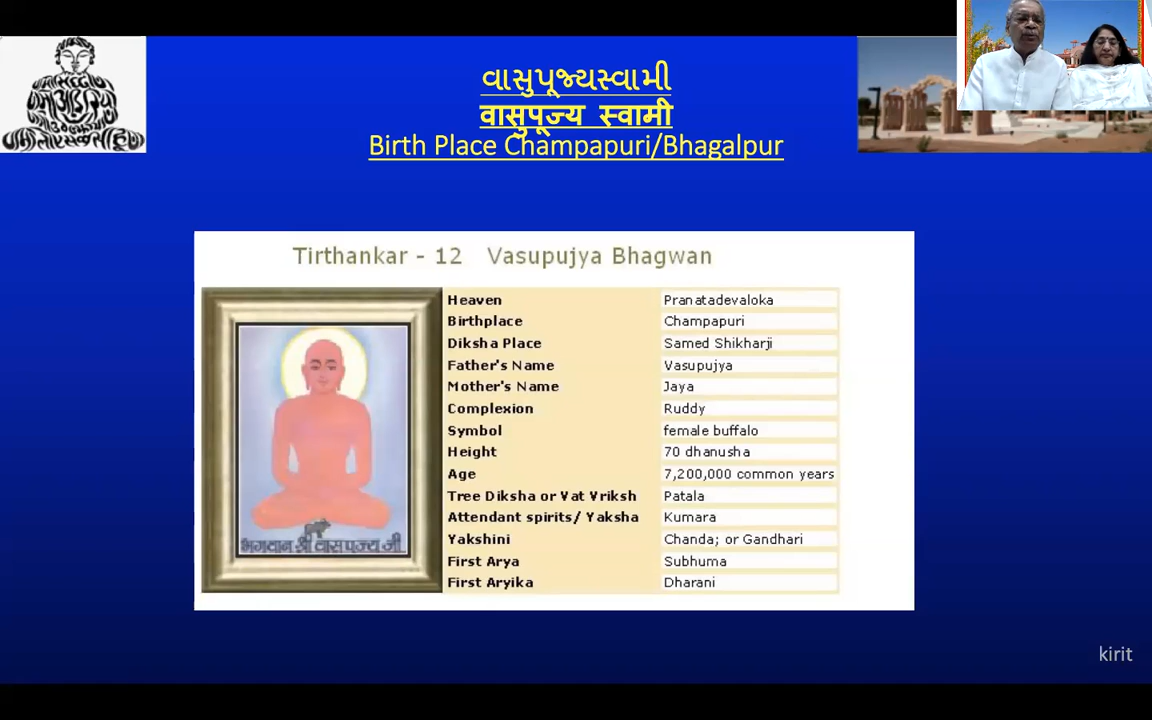 વાસુપૂજ્યસ્વામી
वासुपूज्य स्वामी
Birth Place Champapuri/Bhagalpur
Tirthankar - 12 Vasupujya Bhagwan
Heaven Pranatadevaloka
Birthplace Champapuri
Diksha Place Samed Shikharji
Father's Name Vasupujya
Mother's Name Jaya
Complexion Ruddy
Symbol female buffalo
Height 70 dhanusha
Age 7,200,000 common years
Tree Diksha or Vat Vriksh Patala
Attendant spirits/ Yaksha Kumara
Yakshini Chanda; or Gandhari
First Arya Subhuma
First Aryika Dharani
भगवान श्री वासपूज्य जी
kirit